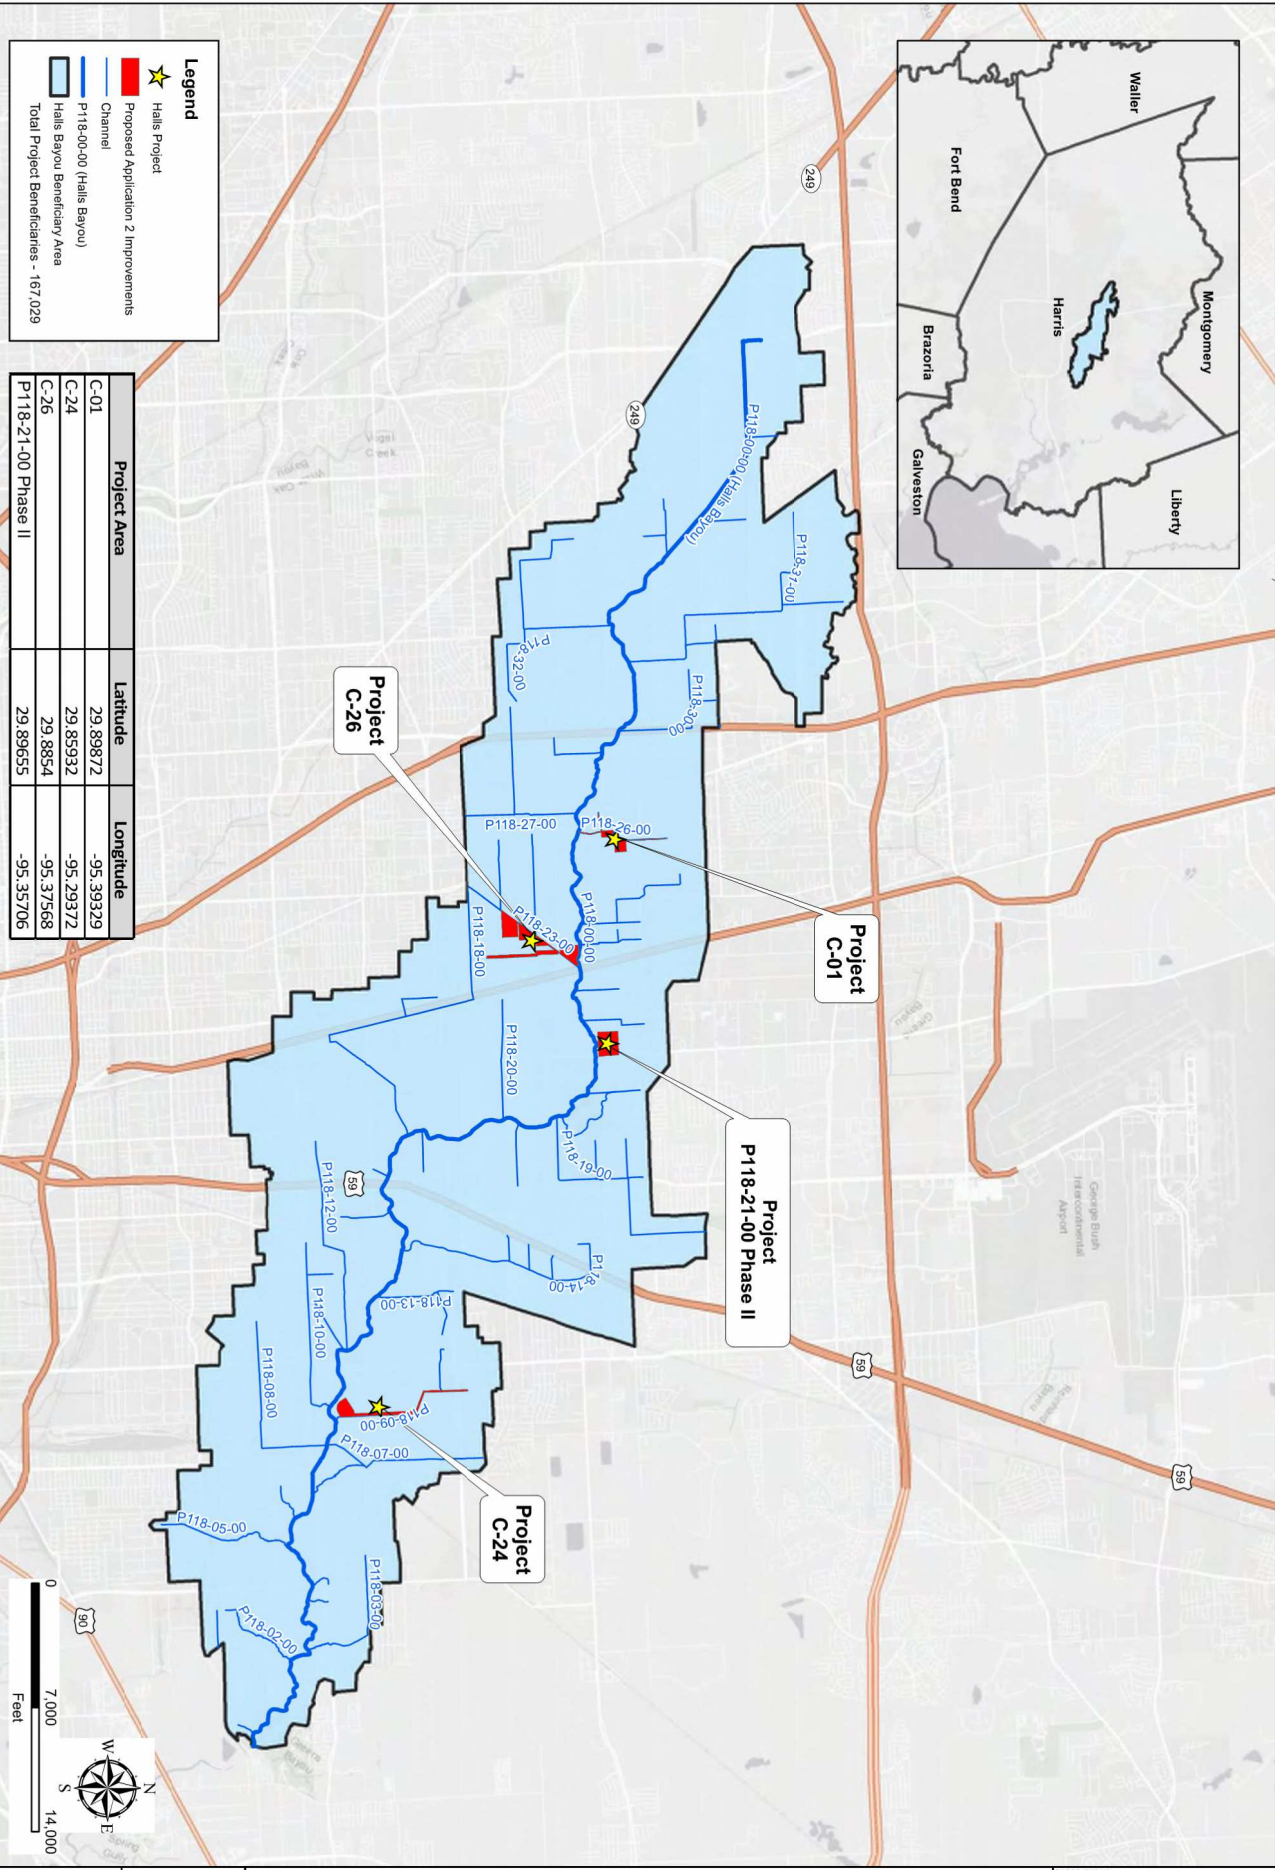 Waller
Montgomery
Liberty
Harris
Fort Bend
Brazoria
Galveston
249
249
59
59
59
90
George Bush
Intercontinental
Airport
Greens
Bayou
Vogel
Creek
Project
C-01
Project
P118-21-00 Phase II
Project
C-26
Project
C-24
P118-00-00 (Halls Bayou)
P118-37-00
P118-32-00
P118-30-00
P118-27-00
P118-26-00
P118-00-00
P118-23-00
P118-18-00
P118-20-00
P118-19-00
P118-14-00
P118-12-00
P118-13-00
P118-10-00
P118-08-00
P118-09-00
P118-07-00
P118-05-00
P118-03-00
P118-02-00
Legend
Halls Project
Proposed Application 2 Improvements
Channel
P118-00-00 (Halls Bayou)
Halls Bayou Beneficiary Area
Total Project Beneficiaries - 167,029
Project Area Latitude Longitude
C-01 29.89872 -95.39329
C-24 29.85932 -95.29372
C-26 29.8854 -95.37568
P118-21-00 Phase II 29.89655 -95.35706
N
W
E
S
0 7,000 14,000
Feet
Spring
Gully